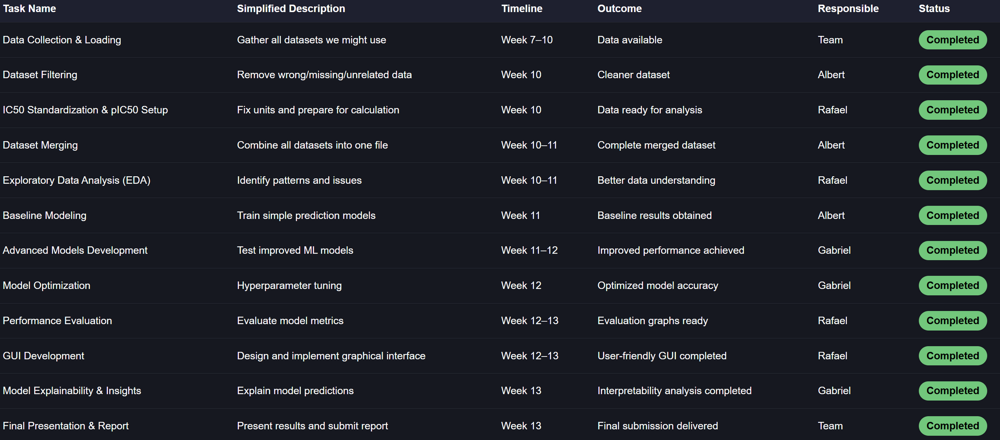 Task Name Simplified Description Timeline Outcome Responsible Status
Data Collection & Loading Gather all datasets we might use Week 7–10 Data available Team Completed
Dataset Filtering Remove wrong/missing/unrelated data Week 10 Cleaner dataset Albert Completed
IC50 Standardization & pIC50 Setup Fix units and prepare for calculation Week 10 Data ready for analysis Rafael Completed
Dataset Merging Combine all datasets into one file Week 10–11 Complete merged dataset Albert Completed
Exploratory Data Analysis (EDA) Identify patterns and issues Week 10–11 Better data understanding Rafael Completed
Baseline Modeling Train simple prediction models Week 11 Baseline results obtained Albert Completed
Advanced Models Development Test improved ML models Week 11–12 Improved performance achieved Gabriel Completed
Model Optimization Hyperparameter tuning Week 12 Optimized model accuracy Gabriel Completed
Performance Evaluation Evaluate model metrics Week 12–13 Evaluation graphs ready Rafael Completed
GUI Development Design and implement graphical interface Week 12–13 User-friendly GUI completed Rafael Completed
Model Explainability & Insights Explain model predictions Week 13 Interpretability analysis completed Gabriel Completed
Final Presentation & Report Present results and submit report Week 13 Final submission delivered Team Completed